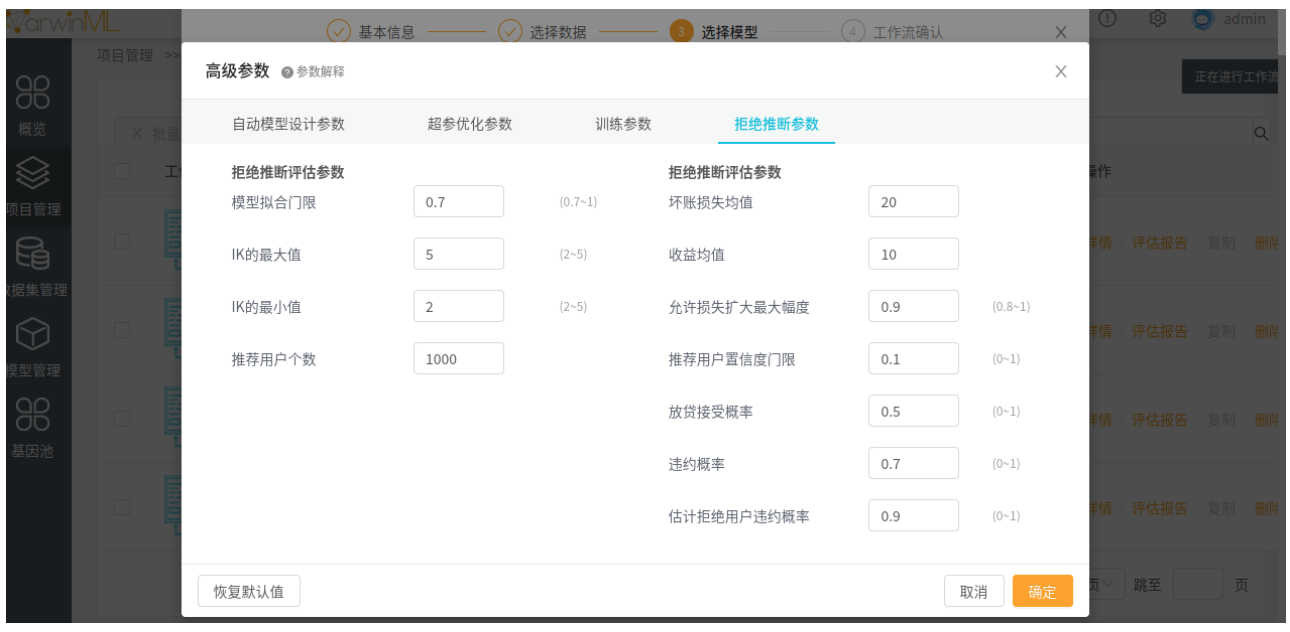 arwinML
基本信息
选择数据
3 选择模型
4 工作流确认
admin
项目管理 >>
高级参数 参数解释
正在进行工作流
自动模型设计参数 超参优化参数 训练参数 拒绝推断参数
概览
批量
拒绝推断评估参数 拒绝推断评估参数
模型拟合门限 0.7 (0.7~1) 坏账损失均值 20
项目管理
IK的最大值 5 (2~5) 收益均值 10
详情 评估报告 复制 删除
数据集管理
IK的最小值 2 (2~5) 允许损失扩大最大幅度 0.9 (0.8~1)
详情 评估报告 复制 删除
推荐用户个数 1000 推荐用户置信度门限 0.1 (0~1)
模型管理
放贷接受概率 0.5 (0~1)
详情 评估报告 复制 删除
基因池
违约概率 0.7 (0~1)
估计拒绝用户违约概率 0.9 (0~1)
详情 评估报告 复制 删除
恢复默认值 取消 确定
页 跳至 页